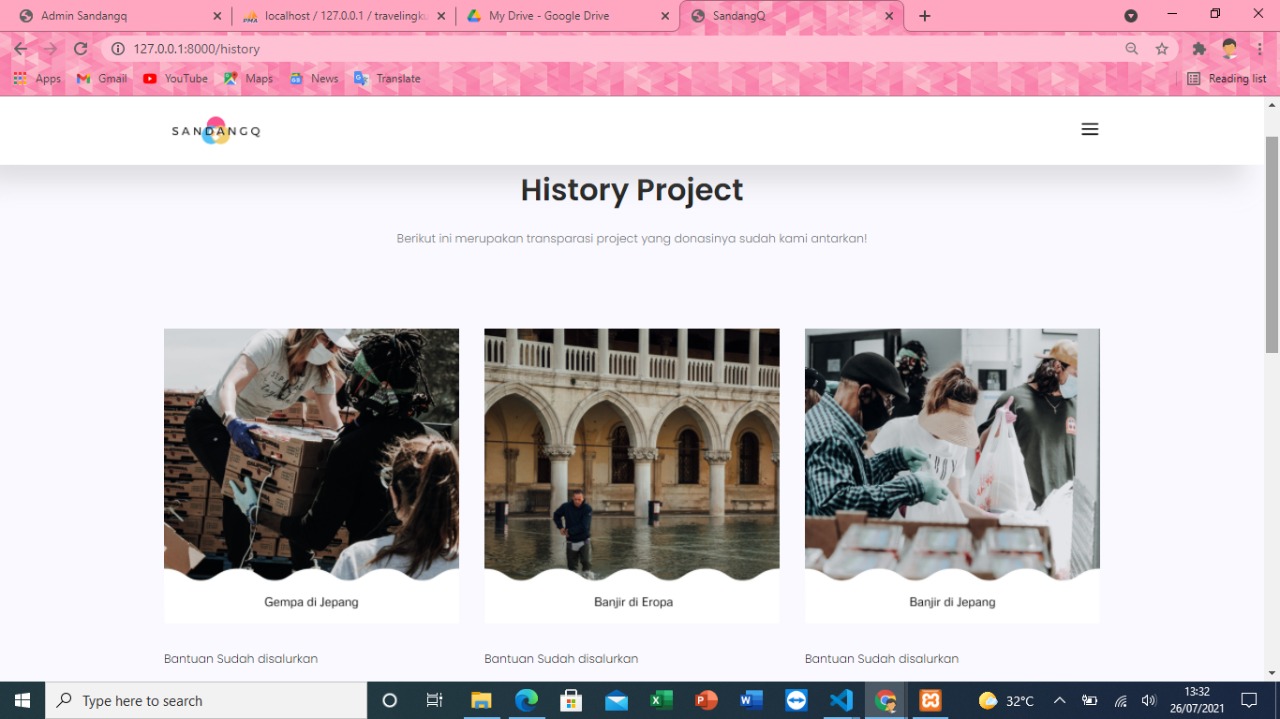 Admin Sandangq
localhost / 127.0.0.1 / travelingku
My Drive - Google Drive
SandangQ
127.0.0.1:8000/history
Apps Gmail YouTube Maps News Translate Reading list
SANDANGQ
History Project
Berikut ini merupakan transparasi project yang donasinya sudah kami antarkan!
Gempa di Jepang
Banjir di Eropa
Banjir di Jepang
Bantuan Sudah disalurkan
Bantuan Sudah disalurkan
Bantuan Sudah disalurkan
Type here to search
32°C
13:32
26/07/2021